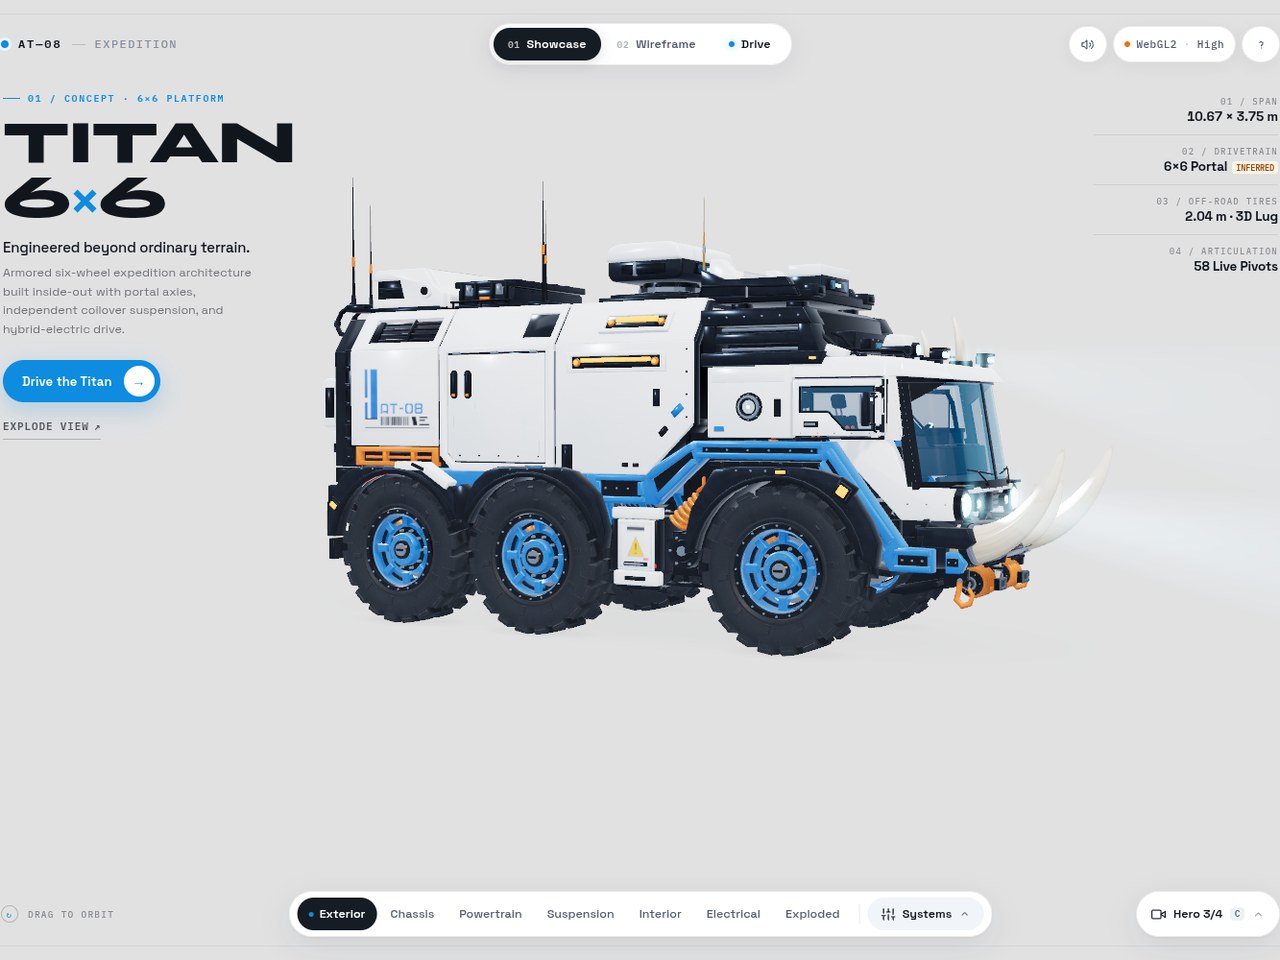 AT—08 — EXPEDITION
01 Showcase
02 Wireframe
Drive
WebGL2 · High
?
01 / CONCEPT · 6×6 PLATFORM
TITAN
6×6
Engineered beyond ordinary terrain.
Armored six-wheel expedition architecture
built inside-out with portal axles,
independent coilover suspension, and
hybrid-electric drive.
Drive the Titan →
EXPLODE VIEW ↗
01 / SPAN
10.67 × 3.75 m
02 / DRIVETRAIN
6×6 Portal INFERRED
03 / OFF-ROAD TIRES
2.04 m · 3D Lug
04 / ARTICULATION
58 Live Pivots
AT-08
DRAG TO ORBIT
Exterior
Chassis
Powertrain
Suspension
Interior
Electrical
Exploded
Systems
Hero 3/4 C